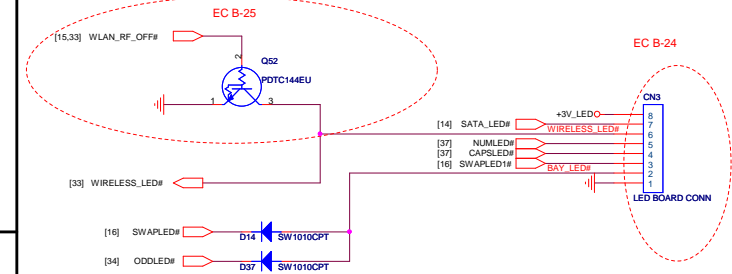 EC B-25
[15,33] WLAN_RF_OFF#
2
Q52
PDTC144EU
1
3
EC B-24
CN3
+3V_LED
8
[14] SATA_LED#
7
WIRELESS_LED#
6
[37] NUMLED#
5
[37] CAPSLED#
4
[16] SWAPLED1#
3
BAY_LED#
2
1
LED BOARD CONN
[33] WIRELESS_LED#
[16] SWAPLED#
D14
SW1010CPT
[34] ODDLED#
D37
SW1010CPT